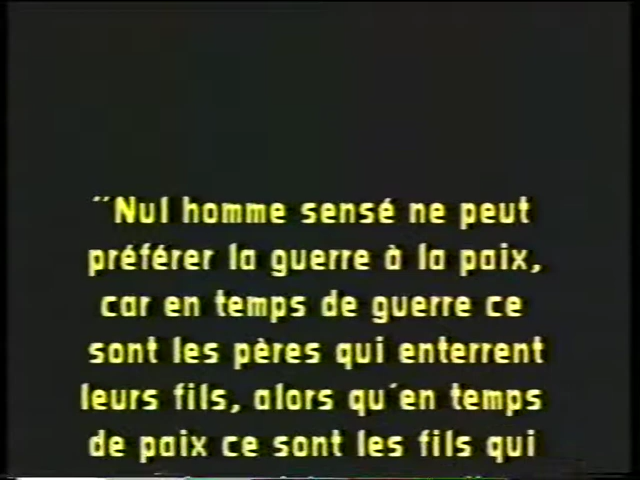 "Nul homme sensé ne peut
préférer la guerre à la paix,
car en temps de guerre ce
sont les pères qui enterrent
leurs fils, alors qu'en temps
de paix ce sont les fils qui